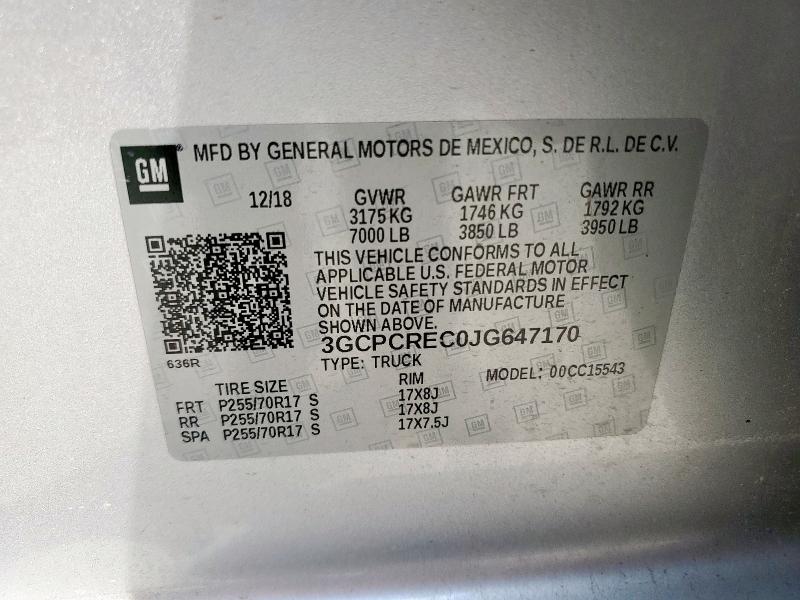 GM
MFD BY GENERAL MOTORS DE MEXICO, S. DE R.L. DE C.V.
12/18 GVWR GAWR FRT GAWR RR
3175 KG 1746 KG 1792 KG
7000 LB 3850 LB 3950 LB
THIS VEHICLE CONFORMS TO ALL
APPLICABLE U.S. FEDERAL MOTOR
VEHICLE SAFETY STANDARDS IN EFFECT
ON THE DATE OF MANUFACTURE
SHOWN ABOVE.
3GCPCREC0JG647170
636R TYPE: TRUCK MODEL: 00CC15543
TIRE SIZE RIM
FRT P255/70R17 S 17X8J
RR P255/70R17 S 17X8J
SPA P255/70R17 S 17X7.5J